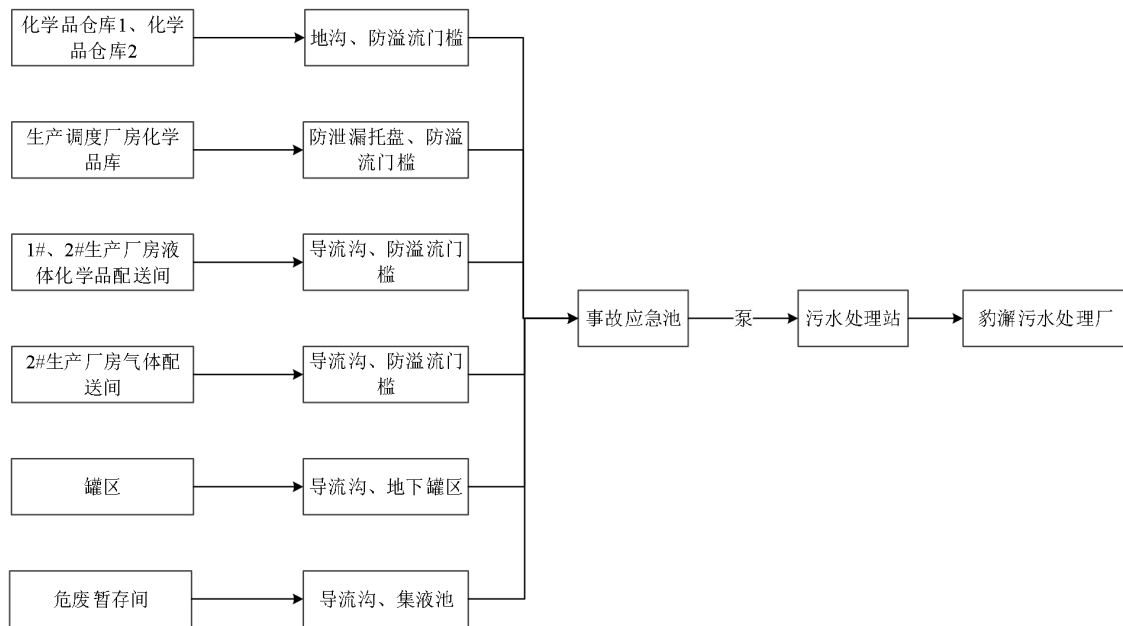 化学品仓库1、化学
品仓库2
地沟、防溢流门槛
生产调度厂房化学
品库
防泄漏托盘、防溢
流门槛
1#、2#生产厂房液
体化学品配送间
导流沟、防溢流门
槛
事故应急池
泵
污水处理站
豹澥污水处理厂
2#生产厂房气体配
送间
导流沟、防溢流门
槛
罐区
导流沟、地下罐区
危废暂存间
导流沟、集液池